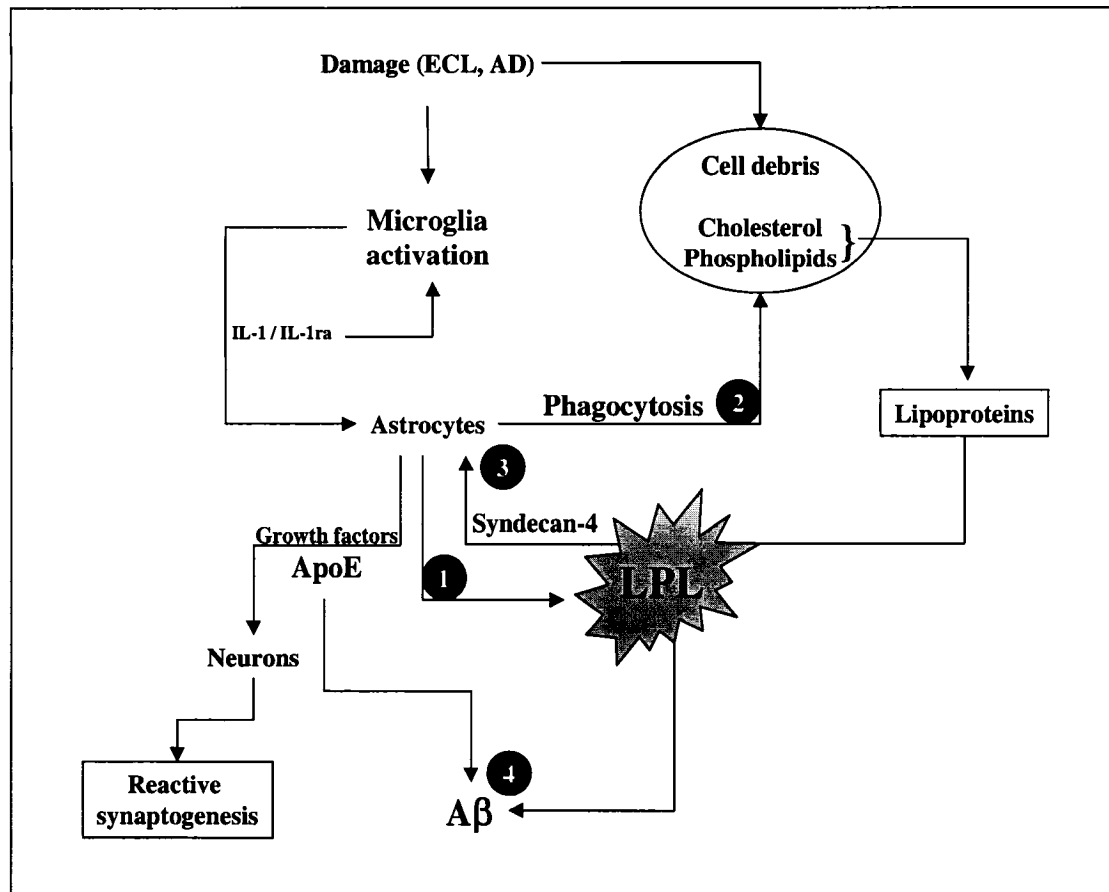 Damage (ECL, AD)
Cell debris
Cholesterol
Phospholipids }
Microglia
activation
IL-1 / IL-1ra
Phagocytosis
2
Astrocytes
Lipoproteins
3
Syndecan-4
Growth factors
ApoE
1
LPL
Neurons
4
Aβ
Reactive
synaptogenesis